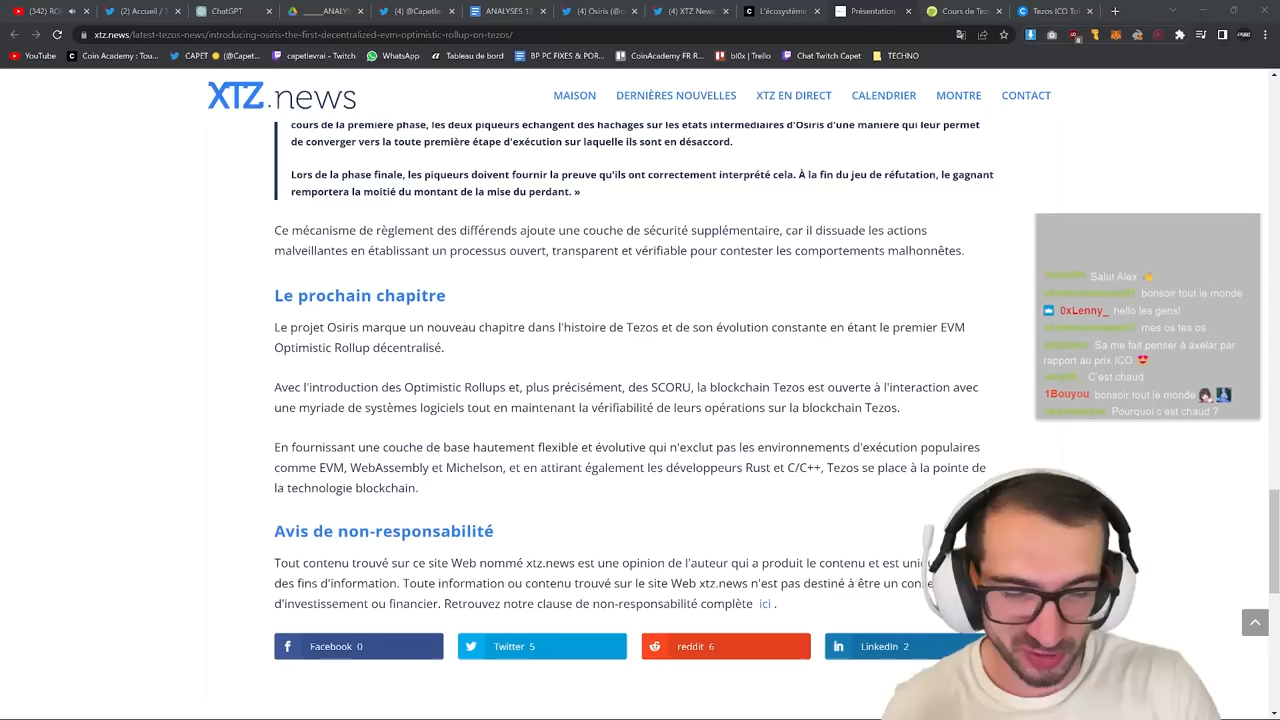 (342) RO
ChatGPT
____ANALY
(4) @Capetle
ANALYSES 13
(4) Osiris (@o
XTZ News
L'écosystème
Présentation
Cours de Tez
Tezos ICO Tol
xtz.news/latest-tezos-news/introducing-osiris-the-first-decentralized-evm-optimistic-rollup-on-tezos/
YouTube
Coin Academy : Tou...
CAPET ☀️ (@Capet...
capetlevrai - Twitch
WhatsApp
Tableau de bord
BP PC FIXES & POR...
CoinAcademy FR R...
bl0x | Trello
Chat Twitch Capet
TECHNO
XTZ.news
MAISON
DERNIÈRES NOUVELLES
XTZ EN DIRECT
CALENDRIER
MONTRE
CONTACT
cours de la première phase, les deux piqueurs échangent des hachages sur les états intermédiaires d'Osiris d'une manière qui leur permet
de converger vers la toute première étape d'exécution sur laquelle ils sont en désaccord.
Lors de la phase finale, les piqueurs doivent fournir la preuve qu'ils ont correctement interprété cela. À la fin du jeu de réfutation, le gagnant
remportera la moitié du montant de la mise du perdant. »
Ce mécanisme de règlement des différends ajoute une couche de sécurité supplémentaire, car il dissuade les actions
malveillantes en établissant un processus ouvert, transparent et vérifiable pour contester les comportements malhonnêtes.
Le prochain chapitre
Le projet Osiris marque un nouveau chapitre dans l'histoire de Tezos et de son évolution constante en étant le premier EVM
Optimistic Rollup décentralisé.
Avec l'introduction des Optimistic Rollups et, plus précisément, des SCORU, la blockchain Tezos est ouverte à l'interaction avec
une myriade de systèmes logiciels tout en maintenant la vérifiabilité de leurs opérations sur la blockchain Tezos.
En fournissant une couche de base hautement flexible et évolutive qui n'exclut pas les environnements d'exécution populaires
comme EVM, WebAssembly et Michelson, et en attirant également les développeurs Rust et C/C++, Tezos se place à la pointe de
la technologie blockchain.
Avis de non-responsabilité
Tout contenu trouvé sur ce site Web nommé xtz.news est une opinion de l'auteur qui a produit le contenu et est
des fins d'information. Toute information ou contenu trouvé sur le site Web xtz.news n'est pas destiné à être un
d'investissement ou financier. Retrouvez notre clause de non-responsabilité complète ici .
Facebook 0
Twitter 5
reddit 6
LinkedIn 2
Salut Alex
bonsoir tout le monde
0xLenny_ hello les gens!
mes os tes os
Sa me fait penser à axelar par
rapport au prix ICO 😍
C'est chaud
1Bouyou bonsoir tout le monde
Pourquoi c'est chaud ?